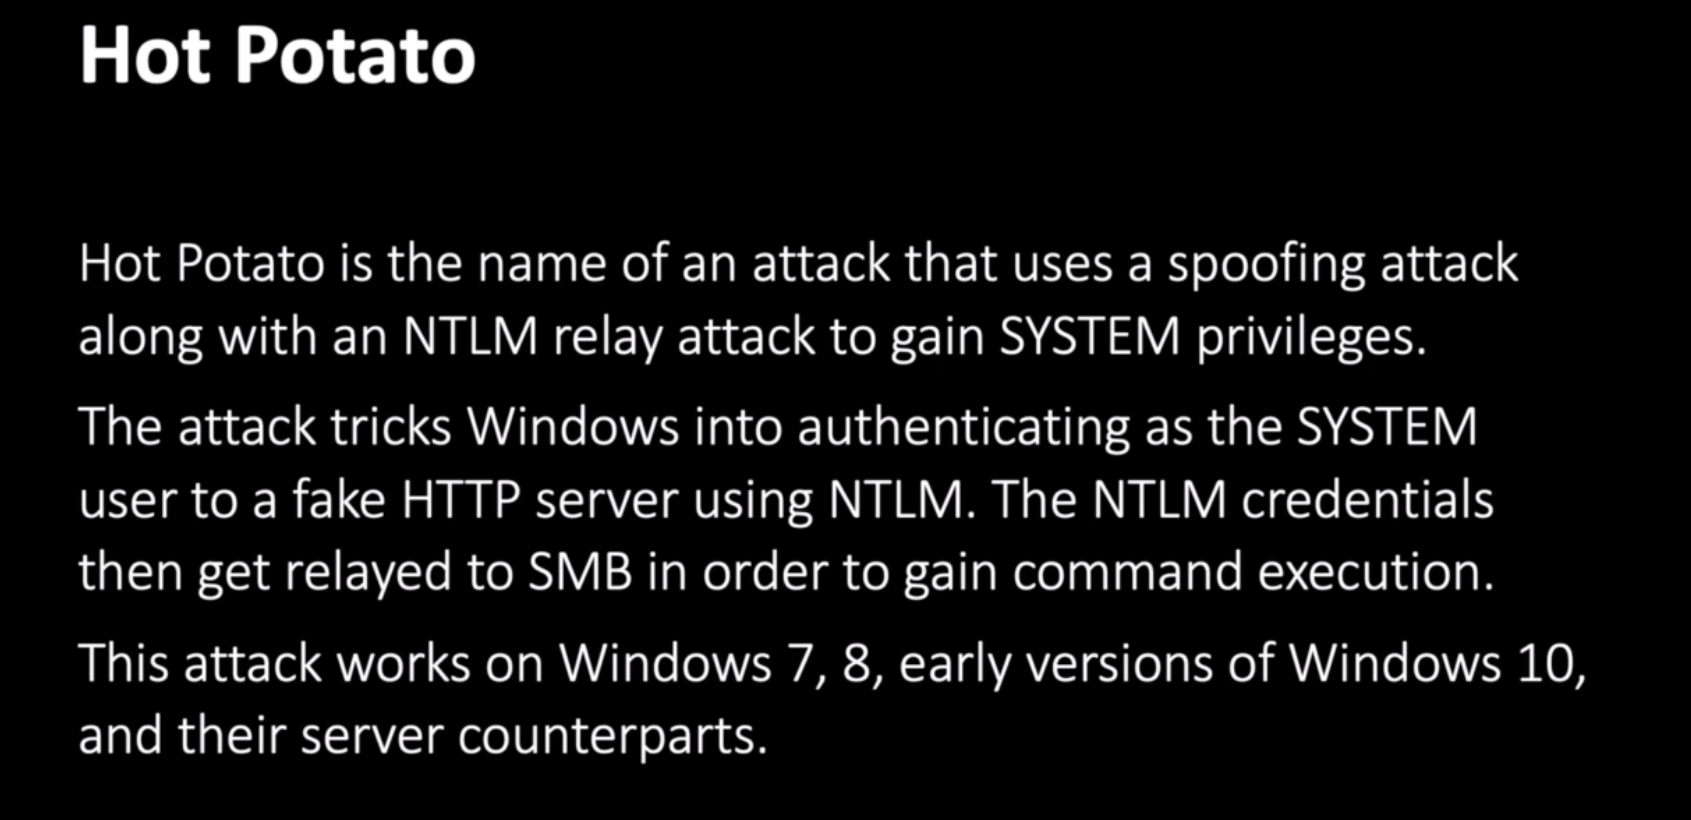 Hot Potato
Hot Potato is the name of an attack that uses a spoofing attack
along with an NTLM relay attack to gain SYSTEM privileges.
The attack tricks Windows into authenticating as the SYSTEM
user to a fake HTTP server using NTLM. The NTLM credentials
then get relayed to SMB in order to gain command execution.
This attack works on Windows 7, 8, early versions of Windows 10,
and their server counterparts.